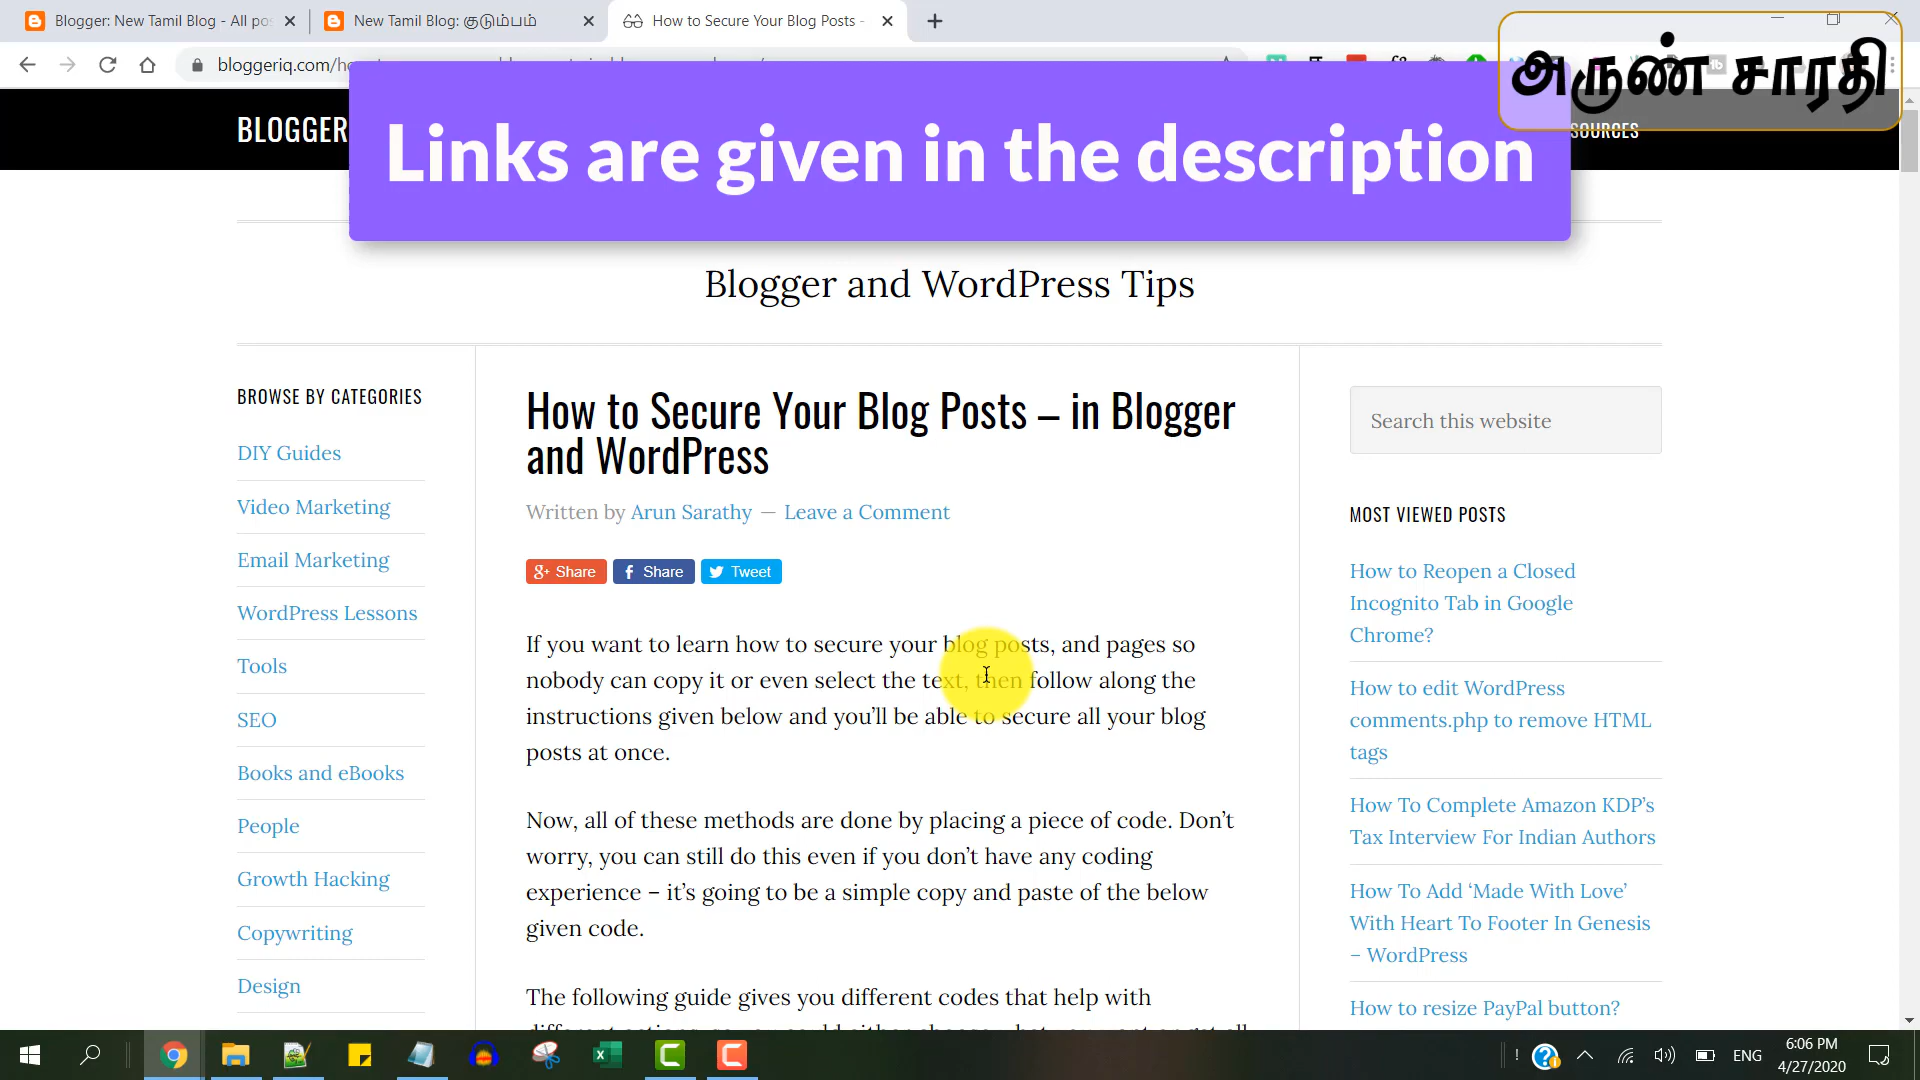 Blogger: New Tamil Blog - All pos
New Tamil Blog: குடும்பம்
How to Secure Your Blog Posts -
bloggeriq.com/
அருண் சாரதி
BLOGGER
Links are given in the description
Blogger and WordPress Tips
BROWSE BY CATEGORIES
DIY Guides
Video Marketing
Email Marketing
WordPress Lessons
Tools
SEO
Books and eBooks
People
Growth Hacking
Copywriting
Design
How to Secure Your Blog Posts – in Blogger
and WordPress
Written by Arun Sarathy — Leave a Comment
Share
Share
Tweet
If you want to learn how to secure your blog posts, and pages so
nobody can copy it or even select the text, then follow along the
instructions given below and you’ll be able to secure all your blog
posts at once.
Now, all of these methods are done by placing a piece of code. Don’t
worry, you can still do this even if you don’t have any coding
experience – it’s going to be a simple copy and paste of the below
given code.
The following guide gives you different codes that help with
Search this website
MOST VIEWED POSTS
How to Reopen a Closed
Incognito Tab in Google
Chrome?
How to edit WordPress
comments.php to remove HTML
tags
How To Complete Amazon KDP’s
Tax Interview For Indian Authors
How To Add ‘Made With Love’
With Heart To Footer In Genesis
– WordPress
How to resize PayPal button?
ENG
6:06 PM
4/27/2020